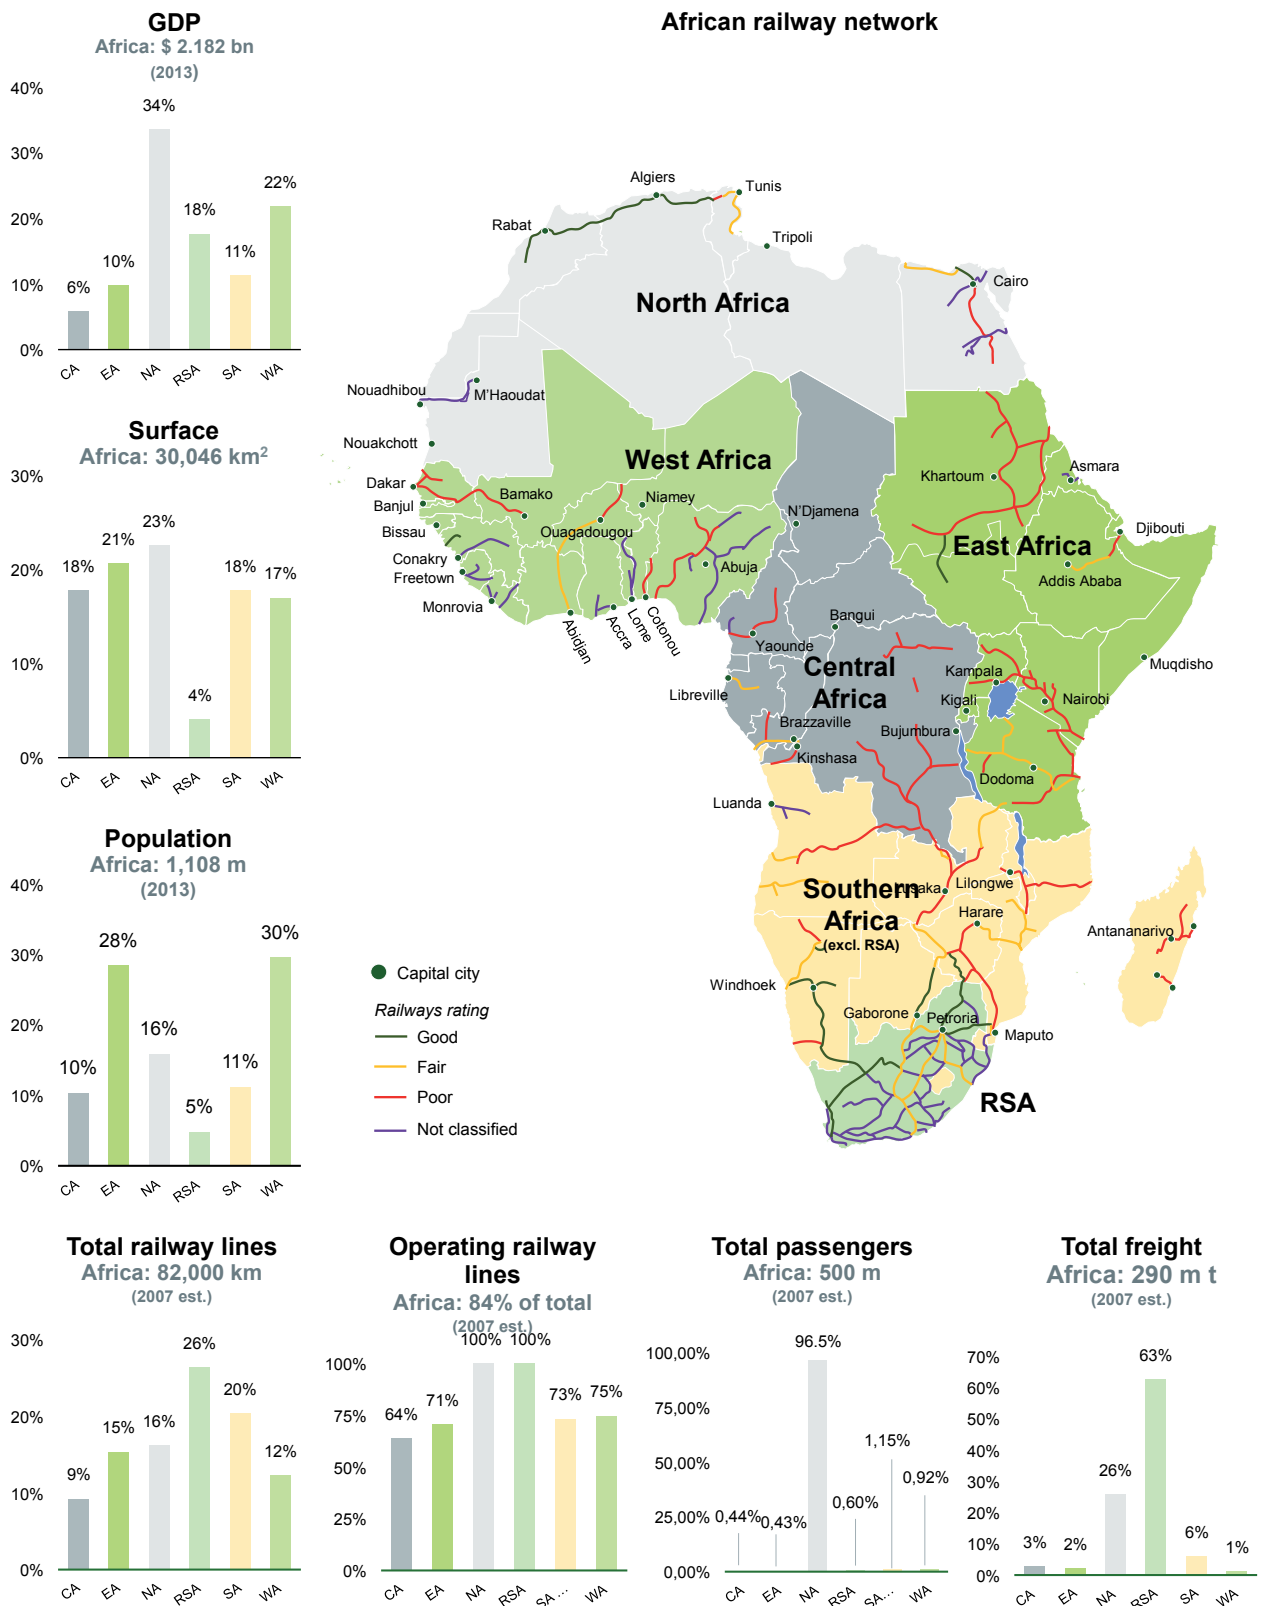 GDP
Africa: $ 2.182 bn
(2013)
40%
30%
20%
10%
0%
6%
10%
34%
18%
11%
22%
CA
EA
NA
RSA
SA
WA
Surface
Africa: 30,046 km²
30%
20%
10%
0%
18%
21%
23%
4%
18%
17%
CA
EA
NA
RSA
SA
WA
Population
Africa: 1,108 m
(2013)
40%
30%
20%
10%
0%
10%
28%
16%
5%
11%
30%
CA
EA
NA
RSA
SA
WA
African railway network
Algiers
Tunis
Rabat
Tripoli
Cairo
North Africa
Nouadhibou
M'Haoudat
Nouakchott
West Africa
Dakar
Banjul
Bissau
Bamako
Niamey
Ouagadougou
Conakry
Freetown
Monrovia
Abidjan
Accra
Lome
Cotonou
Abuja
N'Djamena
Khartoum
Asmara
Djibouti
East Africa
Addis Ababa
Bangui
Yaounde
Central
Africa
Libreville
Brazzaville
Kinshasa
Kampala
Kigali
Bujumbura
Nairobi
Muqdisho
Dodoma
Luanda
Southern
Africa
(excl. RSA)
Lusaka
Lilongwe
Harare
Antananarivo
Windhoek
Gaborone
Petroria
Maputo
RSA
Capital city
Railways rating
Good
Fair
Poor
Not classified
Total railway lines
Africa: 82,000 km
(2007 est.)
30%
20%
10%
0%
9%
15%
16%
26%
20%
12%
CA
EA
NA
RSA
SA
WA
Operating railway
lines
Africa: 84% of total
(2007 est.)
100%
75%
50%
25%
0%
64%
71%
100%
100%
73%
75%
CA
EA
NA
RSA
SA…
WA
Total passengers
Africa: 500 m
(2007 est.)
100,00%
75,00%
50,00%
25,00%
0,00%
0,44%
0,43%
96.5%
0,60%
1,15%
0,92%
CA
EA
NA
RSA
SA…
WA
Total freight
Africa: 290 m t
(2007 est.)
70%
60%
50%
40%
30%
20%
10%
0%
3%
2%
26%
63%
6%
1%
CA
EA
NA
RSA
SA
WA